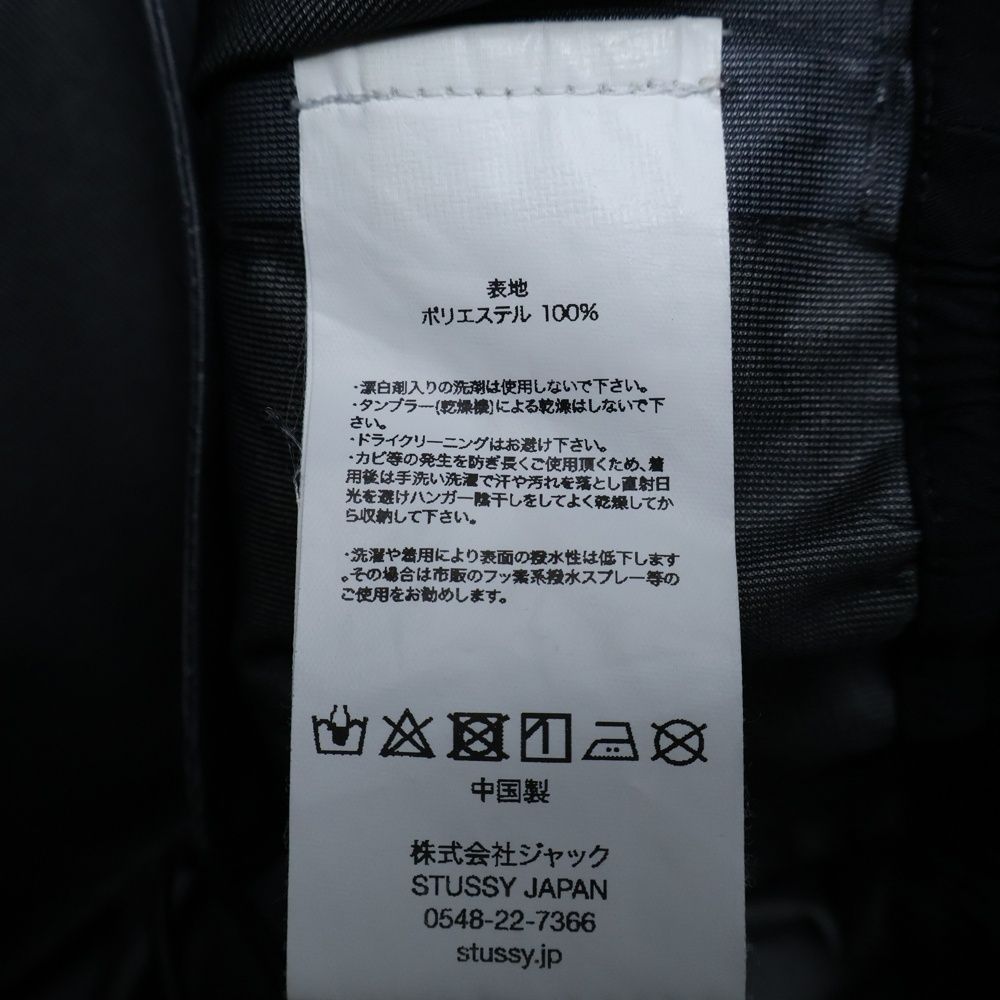 表地
ポリエステル 100%
・漂白剤入りの洗剤は使用しないで下さい。
・タンブラー(乾燥機)による乾燥はしないで下
さい。
・ドライクリーニングはお避け下さい。
・カビ等の発生を防ぎ長くご使用頂くため、着
用後は手洗い洗濯で汗や汚れを落とし直射日
光を避けハンガー陰干しをしてよく乾燥してか
ら収納して下さい。
・洗濯や着用により表面の撥水性は低下します
。その場合は市販のフッ素系撥水スプレー等の
ご使用をお勧めします。
中国製
株式会社ジャック
STUSSY JAPAN
0548-22-7366
stussy.jp